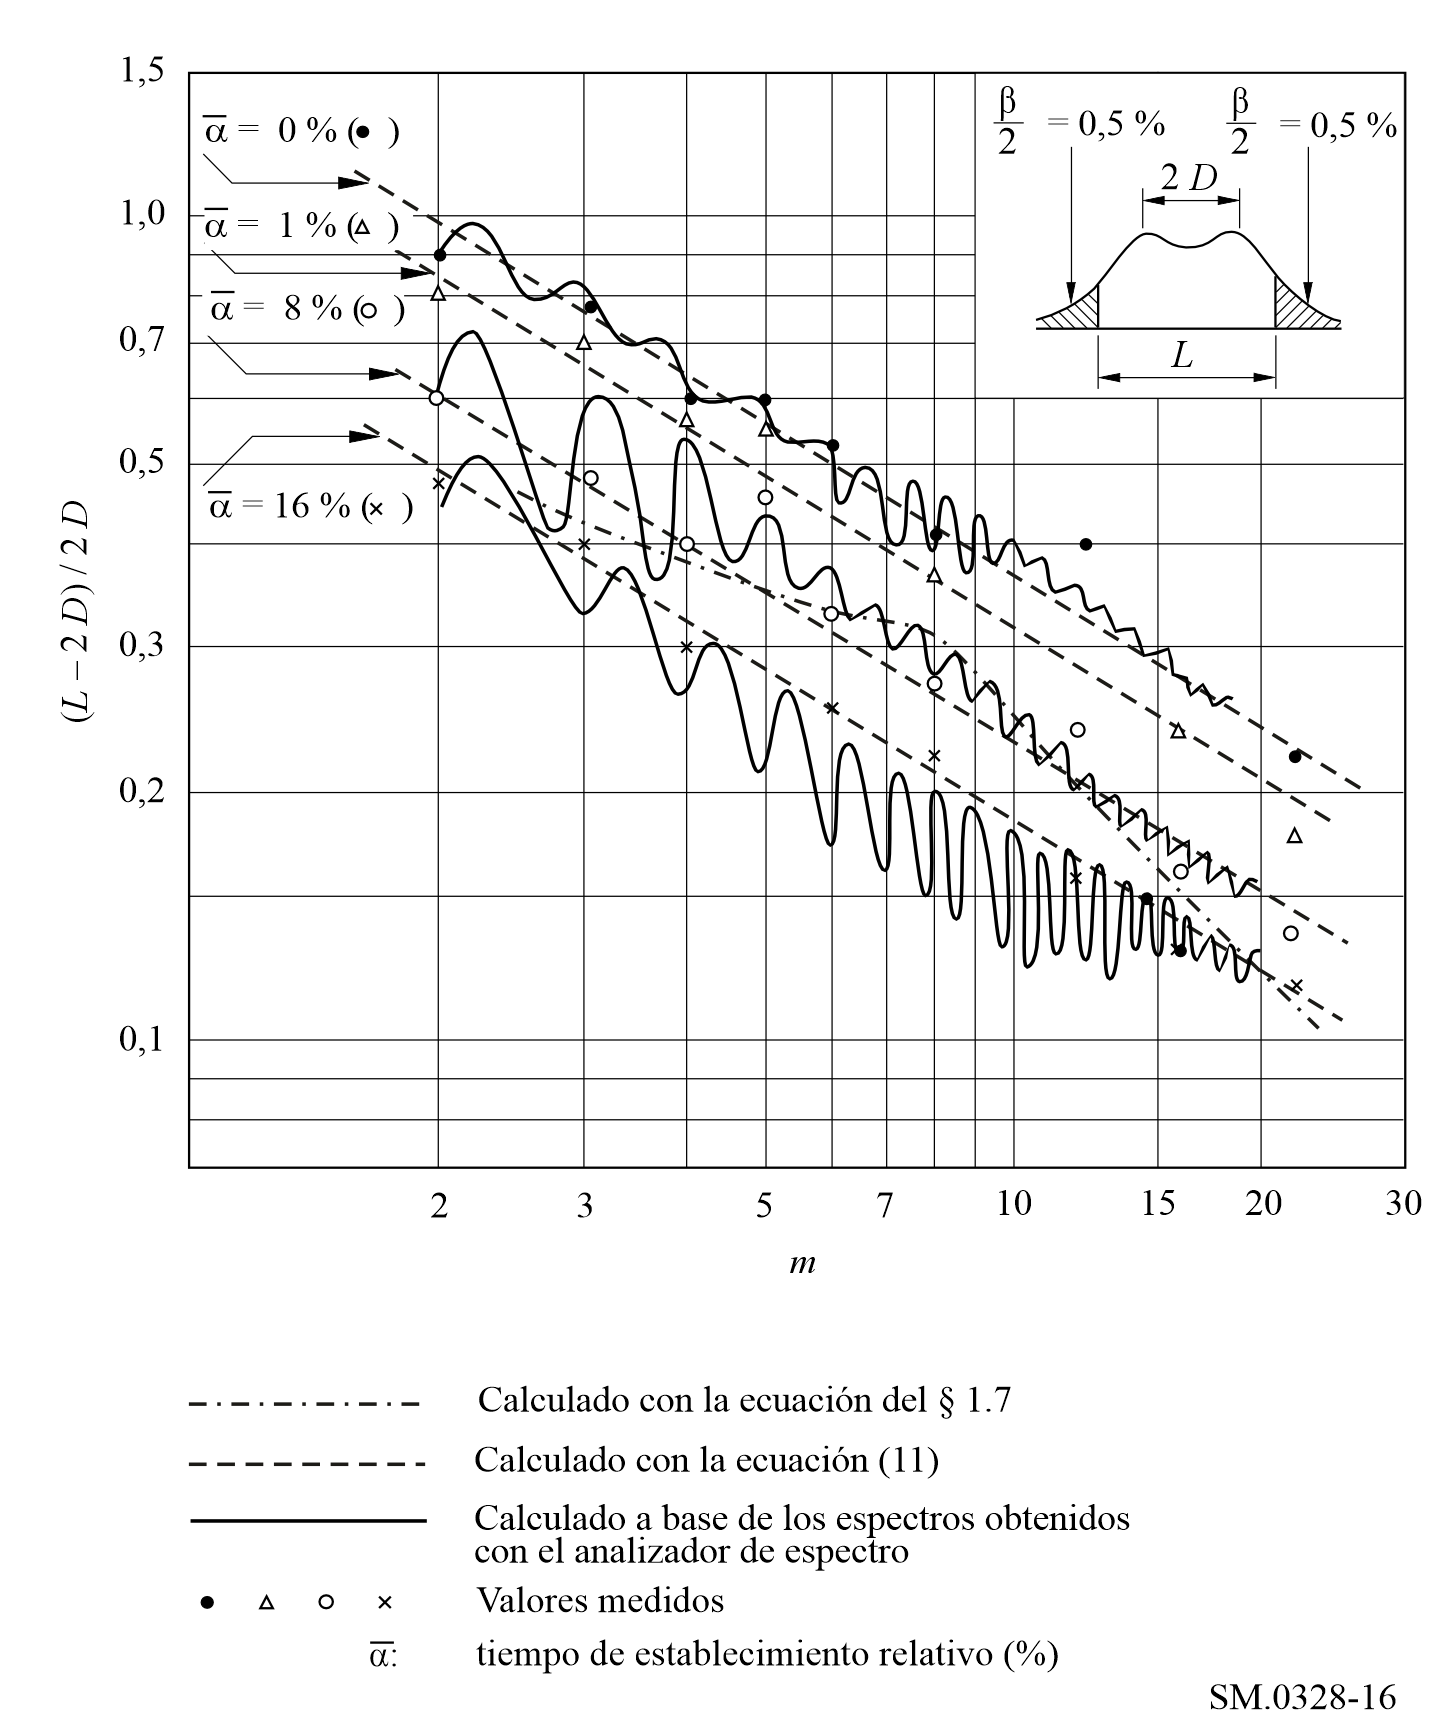 1,5
1,0
0,7
0,5
0,3
0,2
0,1
(L – 2 D) / 2 D
α̅ = 0 % (● )
α̅ = 1 % (△ )
α̅ = 8 % (○ )
α̅ = 16 % (× )
β/2 = 0,5 % β/2 = 0,5 %
2 D
L
2 3 5 7 10 15 20 30
m
Calculado con la ecuación del § 1.7
Calculado con la ecuación (11)
Calculado a base de los espectros obtenidos
con el analizador de espectro
● △ ○ × Valores medidos
α̅: tiempo de establecimiento relativo (%)
SM.0328-16